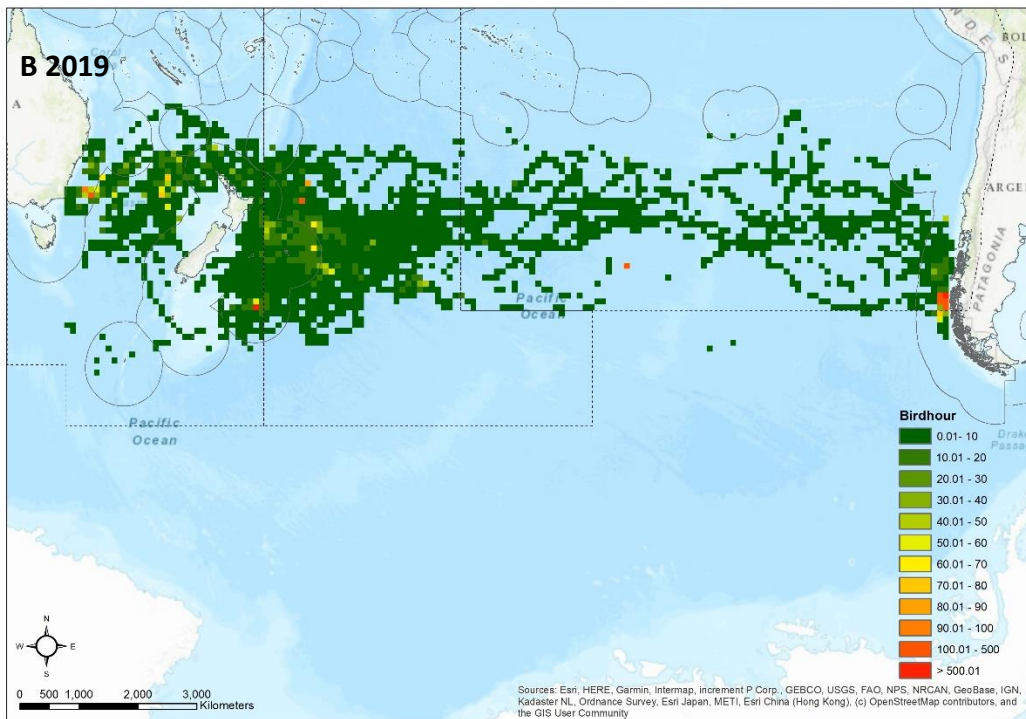 B 2019
Coral
A
NDES
BOL
ARGEN
PATAGONIA
Pacific
Ocean
Pacific
Ocean
Drake
Passage
Birdhour
0.01- 10
10.01 - 20
20.01 - 30
30.01 - 40
40.01 - 50
50.01 - 60
60.01 - 70
70.01 - 80
80.01 - 90
90.01 - 100
100.01 - 500
> 500.01
N
W E
S
0 500 1,000 2,000 3,000
Kilometers
Sources: Esri, HERE, Garmin, Intermap, increment P Corp., GEBCO, USGS, FAO, NPS, NRCAN, GeoBase, IGN,
Kadaster NL, Ordnance Survey, Esri Japan, METI, Esri China (Hong Kong), (c) OpenStreetMap contributors, and
the GIS User Community